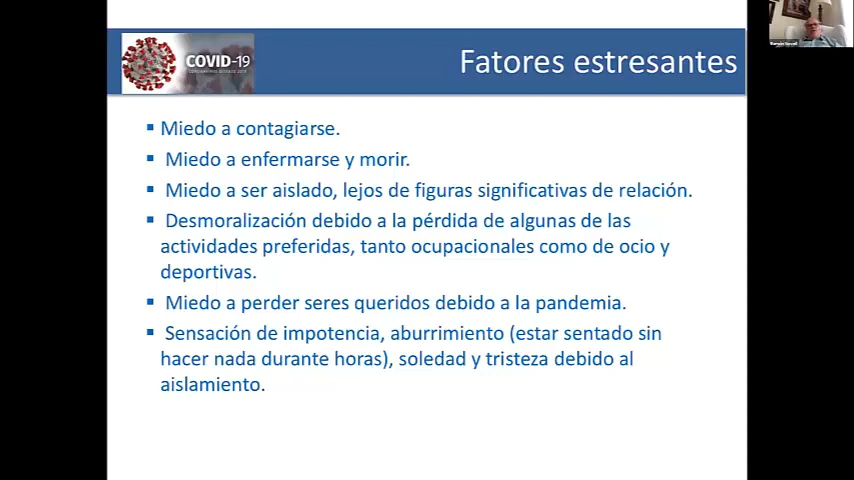 COVID-19
Fatores estresantes
▪ Miedo a contagiarse.
▪ Miedo a enfermarse y morir.
▪ Miedo a ser aislado, lejos de figuras significativas de relación.
▪ Desmoralización debido a la pérdida de algunas de las
actividades preferidas, tanto ocupacionales como de ocio y
deportivas.
▪ Miedo a perder seres queridos debido a la pandemia.
▪ Sensación de impotencia, aburrimiento (estar sentado sin
hacer nada durante horas), soledad y tristeza debido al
aislamiento.